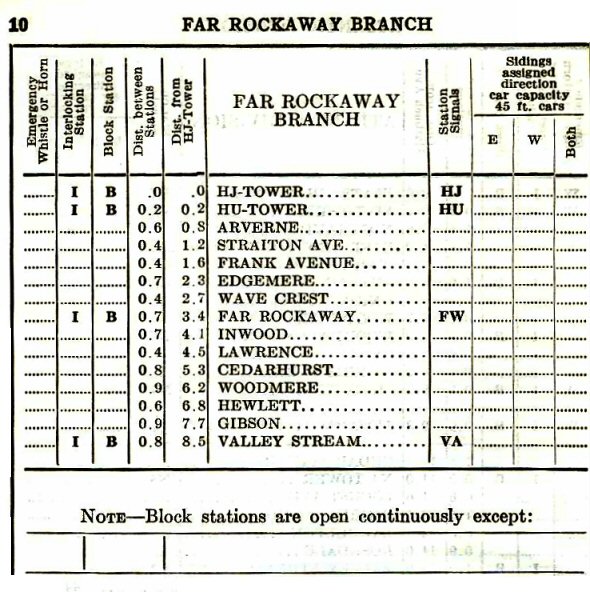 10 FAR ROCKAWAY BRANCH
Emergency Whistle or Horn | Interlocking Station | Block Station | Dist. between Stations | Dist. from HJ-Tower | FAR ROCKAWAY BRANCH | Station Signals | Sidings assigned direction car capacity 45 ft. cars
E W Both
I B .0 .0 HJ-TOWER HJ
I B 0.2 0.2 HU-TOWER HU
0.6 0.8 ARVERNE
0.4 1.2 STRAITON AVE.
0.4 1.6 FRANK AVENUE
0.7 2.3 EDGEMERE
0.4 2.7 WAVE CREST
I B 0.7 3.4 FAR ROCKAWAY FW
0.7 4.1 INWOOD
0.4 4.5 LAWRENCE
0.8 5.3 CEDARHURST
0.9 6.2 WOODMERE
0.6 6.8 HEWLETT
0.9 7.7 GIBSON
I B 0.8 8.5 VALLEY STREAM VA
NOTE—Block stations are open continuously except: